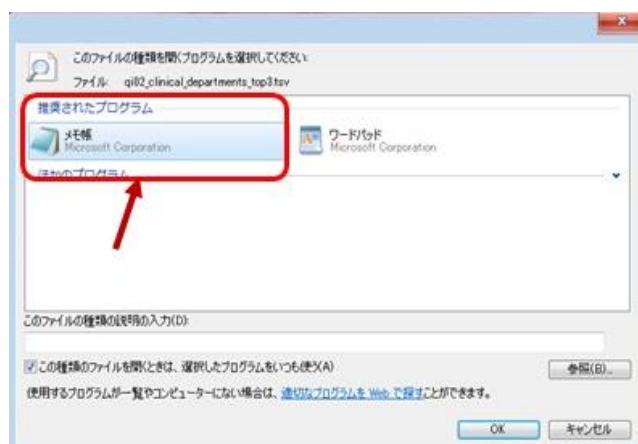 このファイルの種類を開くプログラムを選択してください:
ファイル: qi02_clinical_departments_top3.tsv
推奨されたプログラム
メモ帳
Microsoft Corporation
ワードパッド
Microsoft Corporation
ほかのプログラム
このファイルの種類の説明の入力(D):
この種類のファイルを開くときは、選択したプログラムをいつも使う(A)
参照(B)...
使用するプログラムが一覧やコンピューターにない場合は、適切なプログラムを Web で探すことができます。
OK
キャンセル